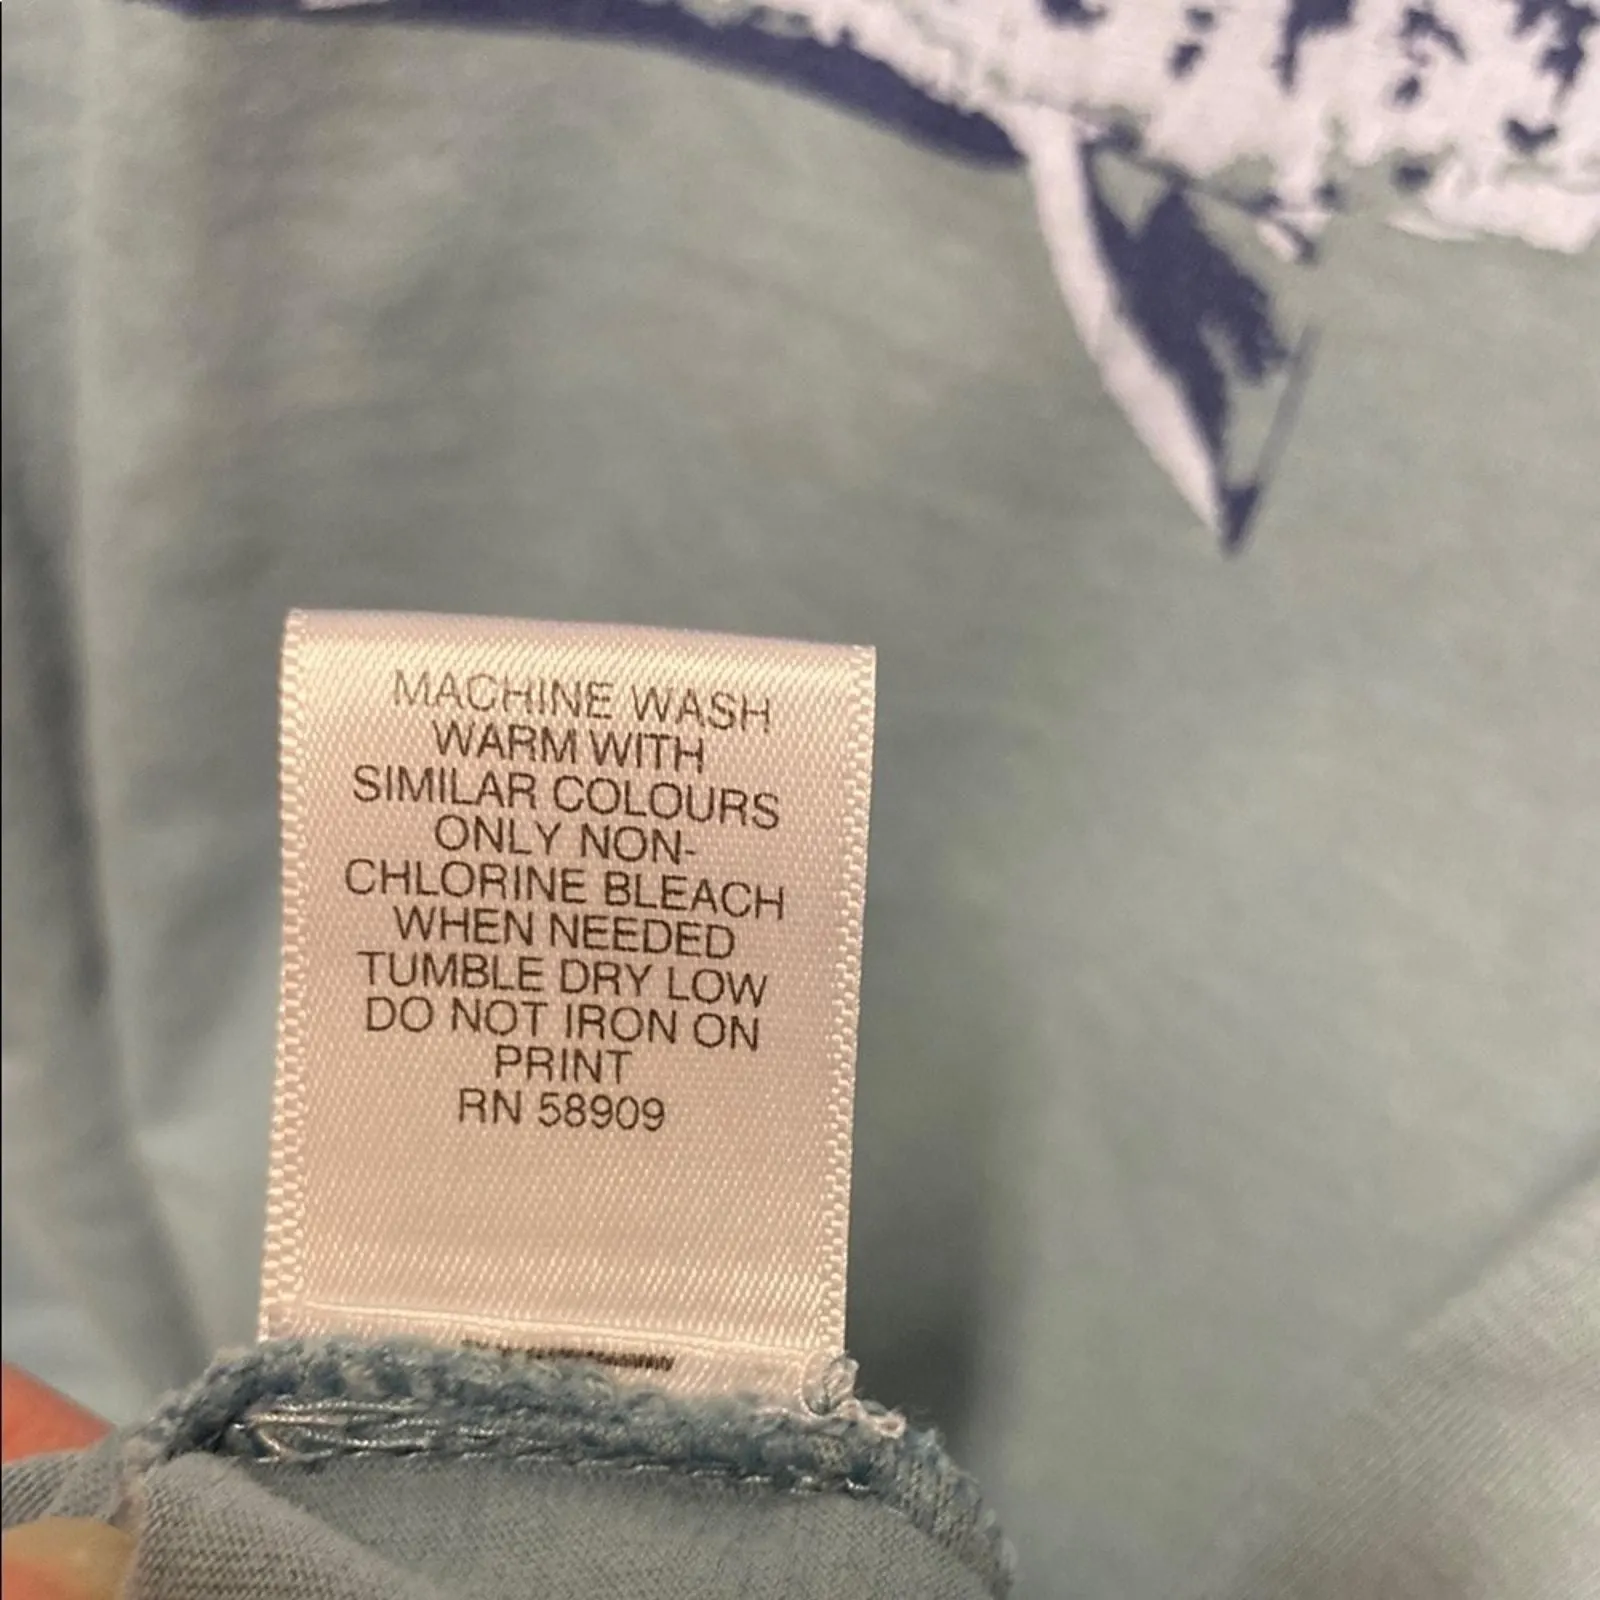 MACHINE WASH
WARM WITH
SIMILAR COLOURS
ONLY NON-
CHLORINE BLEACH
WHEN NEEDED
TUMBLE DRY LOW
DO NOT IRON ON
PRINT
RN 58909